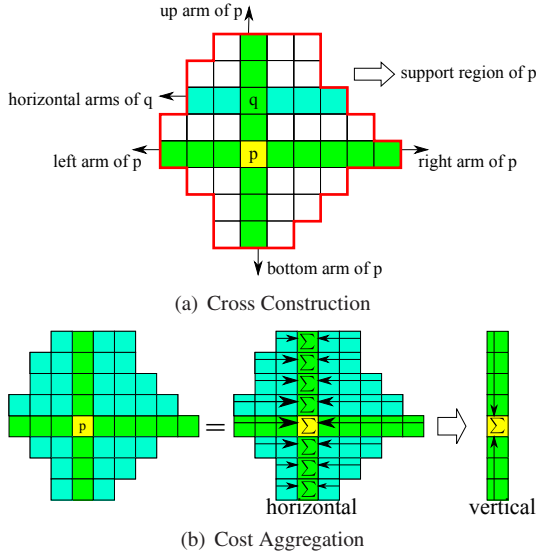 up arm of p
support region of p
horizontal arms of q
q
left arm of p
p
right arm of p
bottom arm of p
(a) Cross Construction
Σ
Σ
Σ
Σ
p = Σ Σ
Σ
Σ
Σ
horizontal vertical
(b) Cost Aggregation